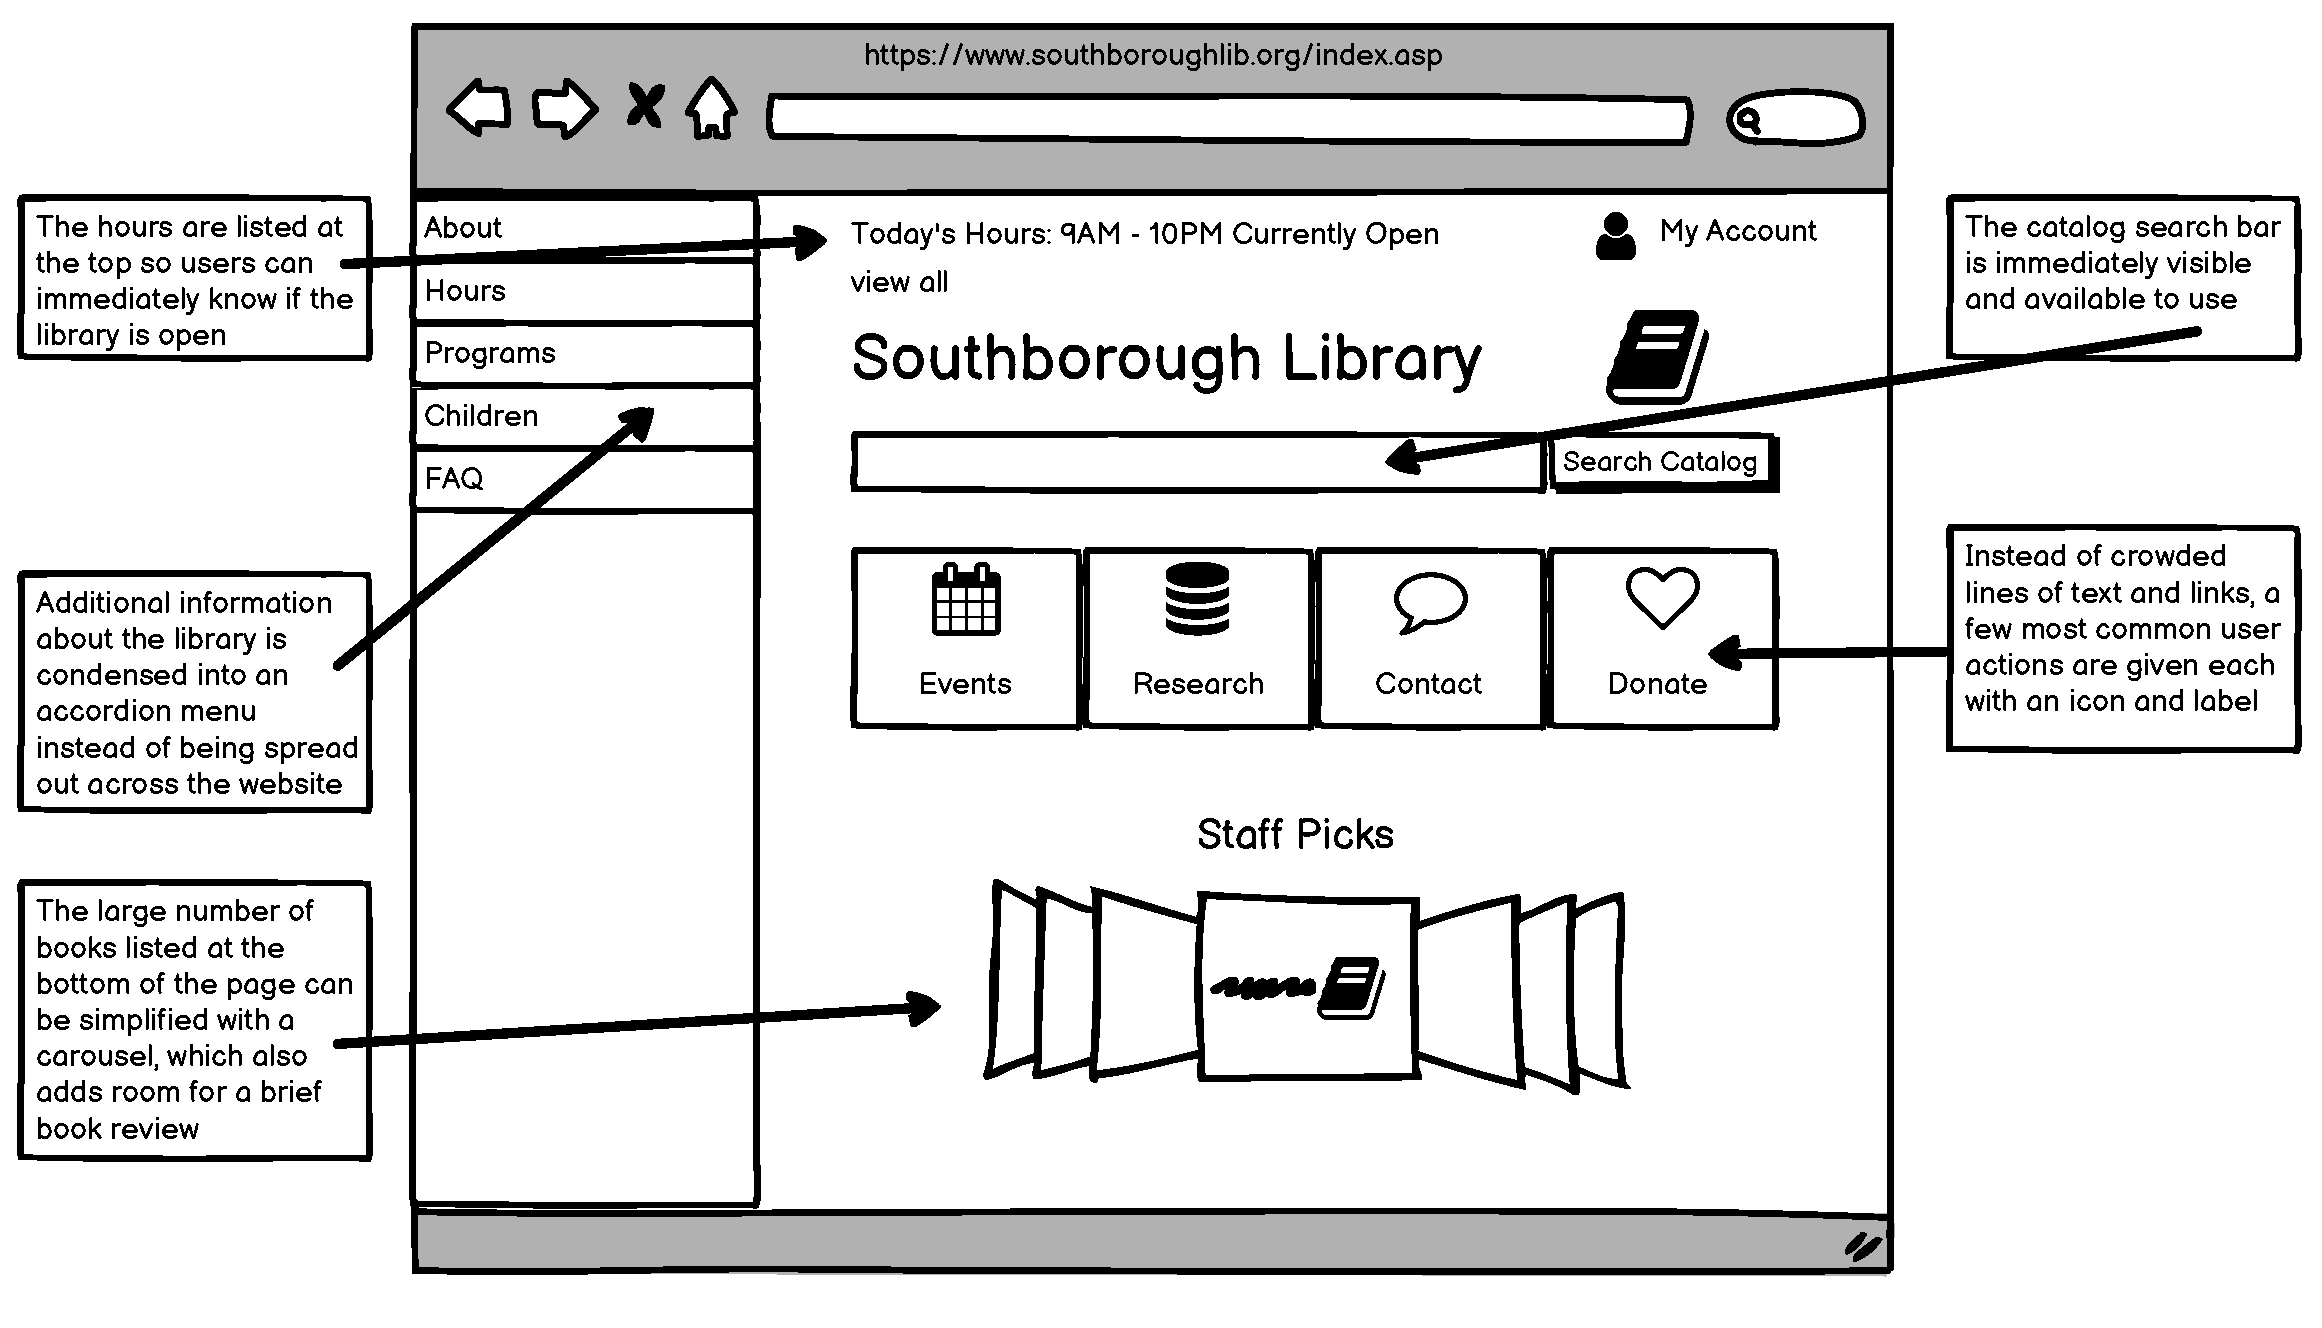 https://www.southboroughlib.org/index.asp
The hours are listed at
the top so users can
immediately know if the
library is open
Additional information
about the library is
condensed into an
accordion menu
instead of being spread
out across the website
The large number of
books listed at the
bottom of the page can
be simplified with a
carousel, which also
adds room for a brief
book review
About
Hours
Programs
Children
FAQ
Today's Hours: 9AM - 10PM Currently Open
view all
My Account
Southborough Library
Search Catalog
Events
Research
Contact
Donate
Staff Picks
The catalog search bar
is immediately visible
and available to use
Instead of crowded
lines of text and links, a
few most common user
actions are given each
with an icon and label